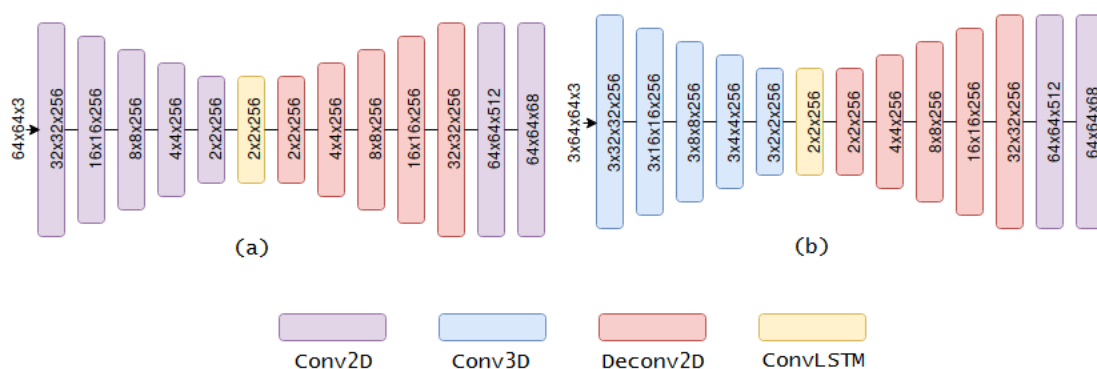 64x64x3
32x32x256
16x16x256
8x8x256
4x4x256
2x2x256
2x2x256
2x2x256
4x4x256
8x8x256
16x16x256
32x32x256
64x64x512
64x64x68
(a)
3x64x64x3
3x32x32x256
3x16x16x256
3x8x8x256
3x4x4x256
3x2x2x256
2x2x256
2x2x256
4x4x256
8x8x256
16x16x256
32x32x256
64x64x512
64x64x68
(b)
Conv2D
Conv3D
Deconv2D
ConvLSTM